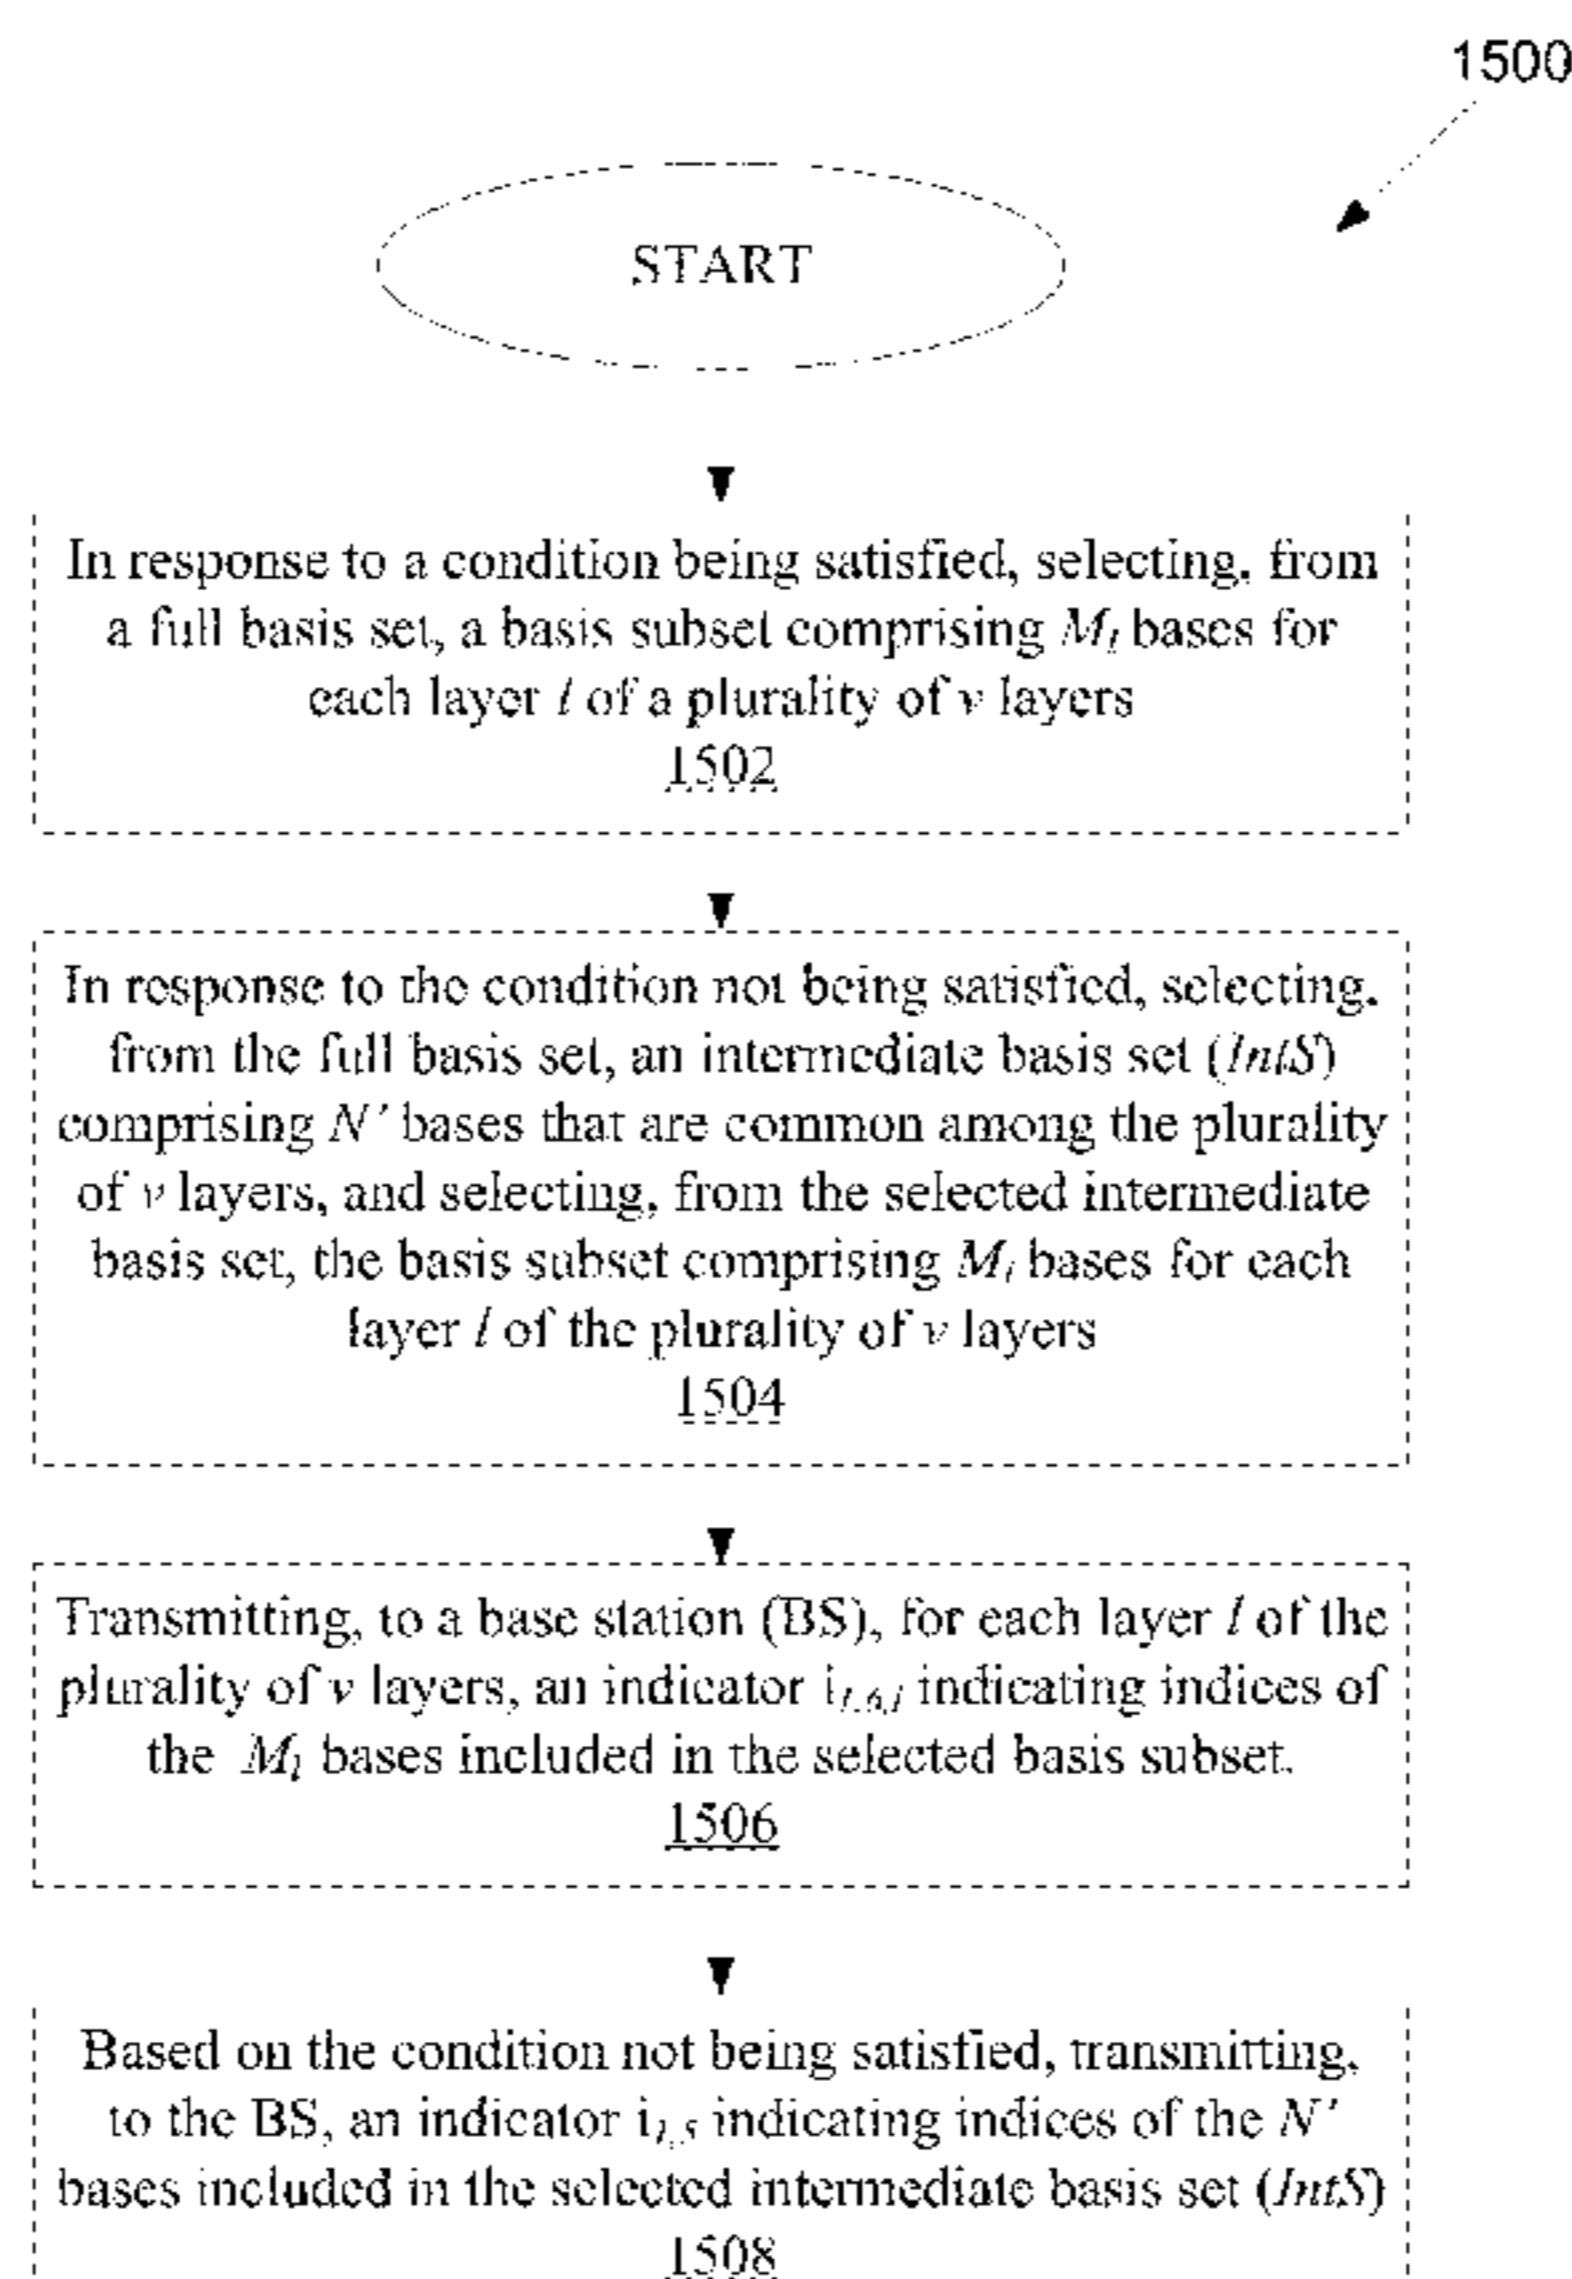 1500
START
In response to a condition being satisfied, selecting, from
a full basis set, a basis subset comprising Mₗ bases for
each layer l of a plurality of ν layers
1502
In response to the condition not being satisfied, selecting,
from the full basis set, an intermediate basis set (IntS)
comprising N' bases that are common among the plurality
of ν layers, and selecting, from the selected intermediate
basis set, the basis subset comprising Mₗ bases for each
layer l of the plurality of ν layers
1504
Transmitting, to a base station (BS), for each layer l of the
plurality of ν layers, an indicator i₁,₆,ₗ indicating indices of
the Mₗ bases included in the selected basis subset.
1506
Based on the condition not being satisfied, transmitting,
to the BS, an indicator i₁,₅ indicating indices of the N'
bases included in the selected intermediate basis set (IntS)
1508